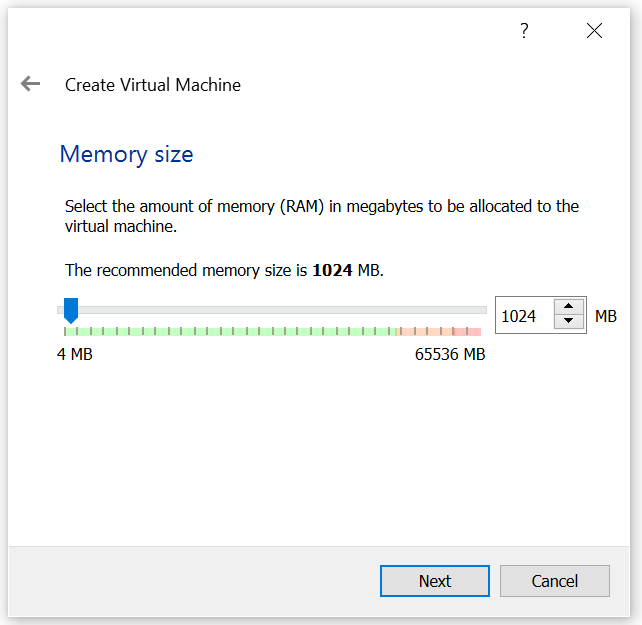 ?
Create Virtual Machine
Memory size
Select the amount of memory (RAM) in megabytes to be allocated to the
virtual machine.
The recommended memory size is 1024 MB.
1024 MB
4 MB 65536 MB
Next Cancel